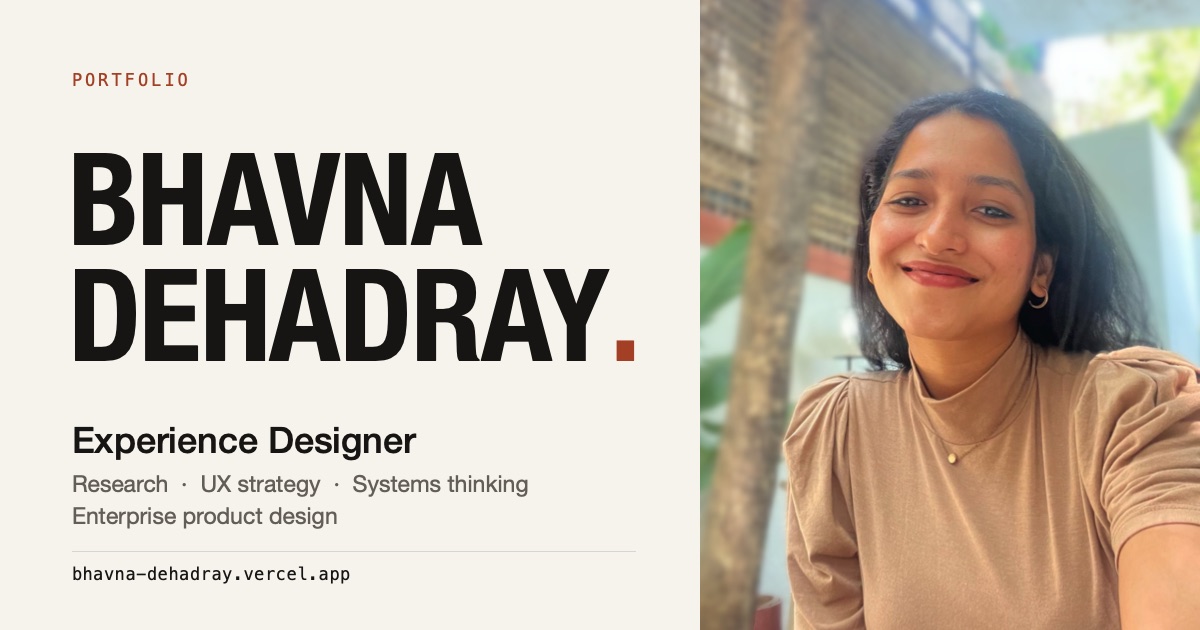 PORTFOLIO
BHAVNA
DEHADRAY.
Experience Designer
Research · UX strategy · Systems thinking
Enterprise product design
bhavna-dehadray.vercel.app